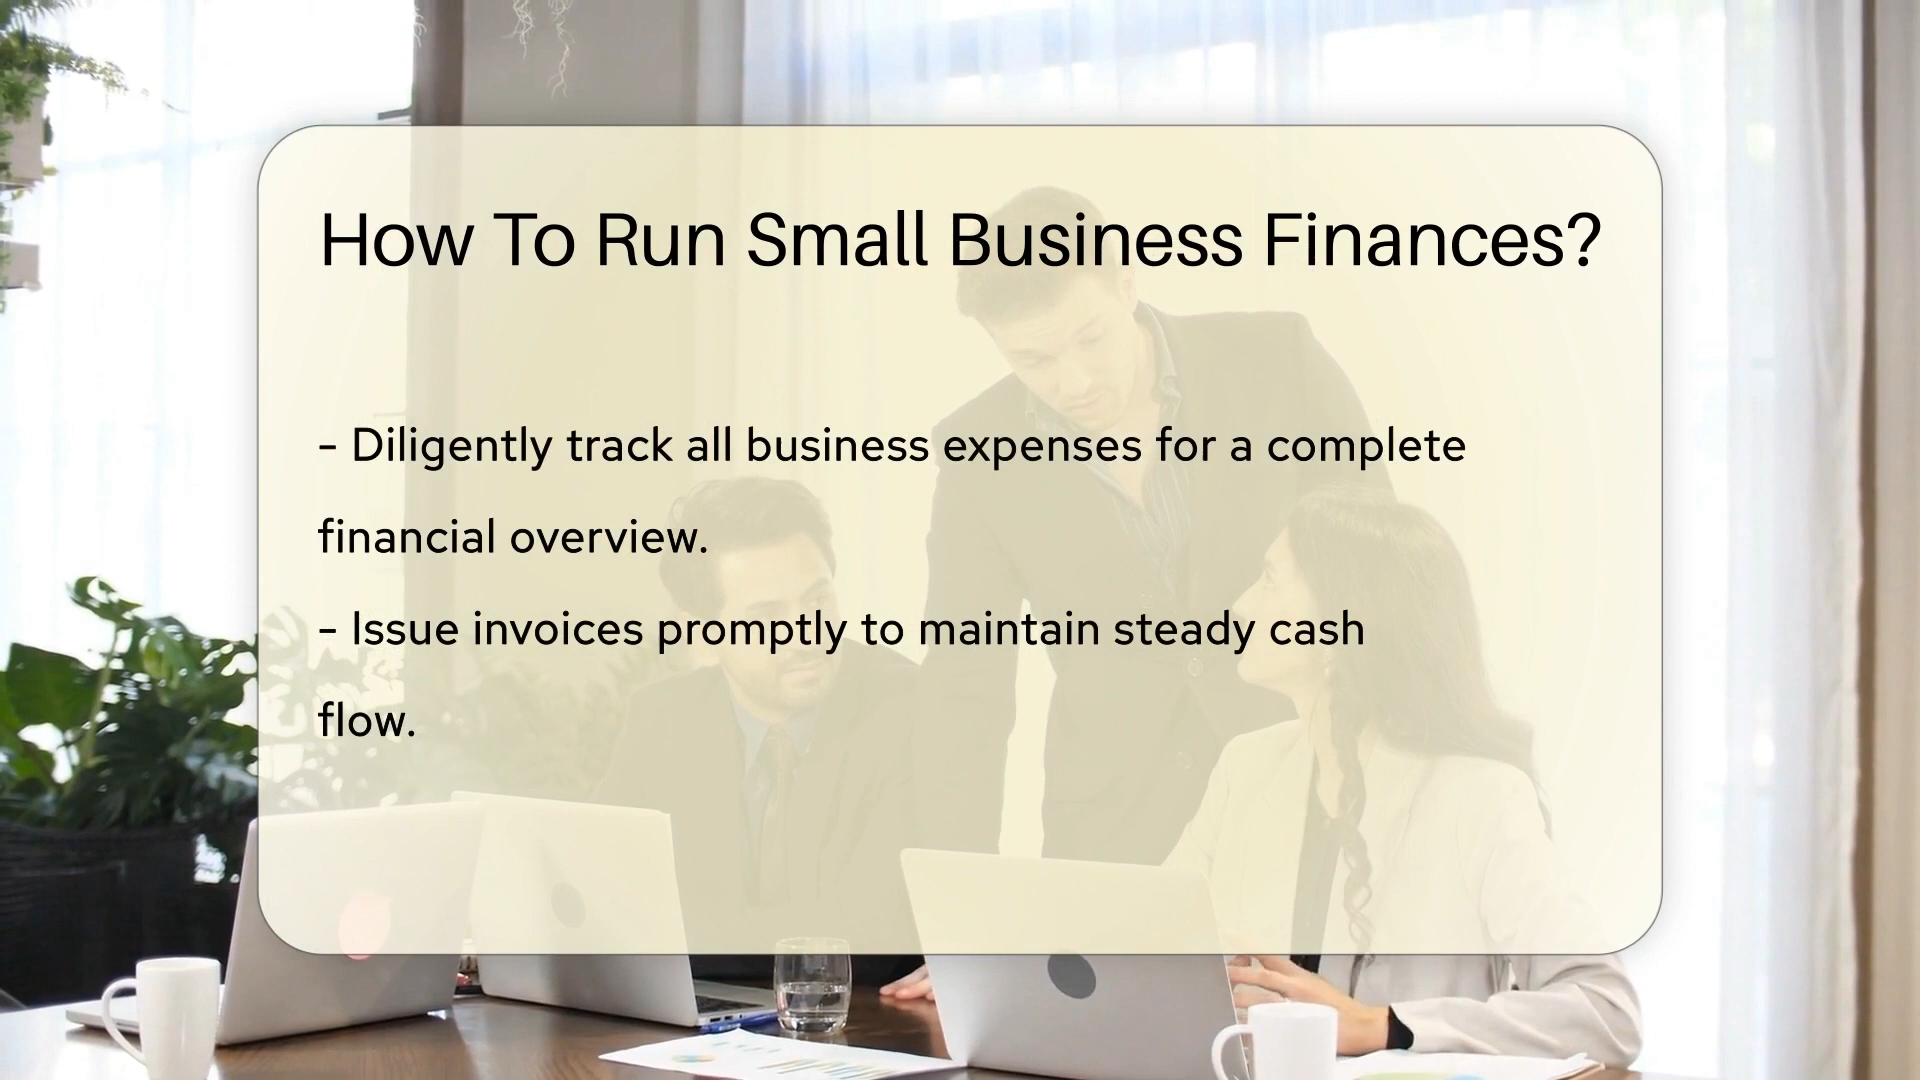 How To Run Small Business Finances?
- Diligently track all business expenses for a complete
financial overview.
- Issue invoices promptly to maintain steady cash
flow.